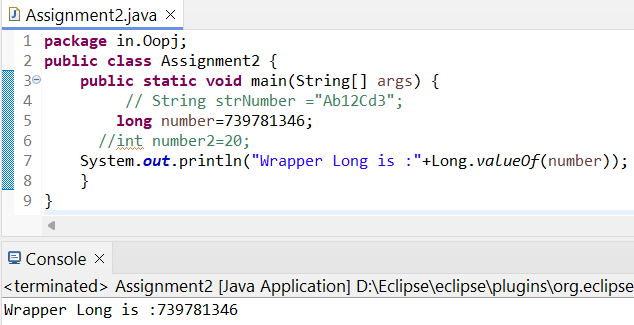 Assignment2.java
1 package in.Oopj;
2 public class Assignment2 {
3 public static void main(String[] args) {
4 // String strNumber ="Ab12Cd3";
5 long number=739781346;
6 //int number2=20;
7 System.out.println("Wrapper Long is :"+Long.valueOf(number));
8 }
9 }
Console
<terminated> Assignment2 [Java Application] D:\Eclipse\eclipse\plugins\org.eclipse
Wrapper Long is :739781346